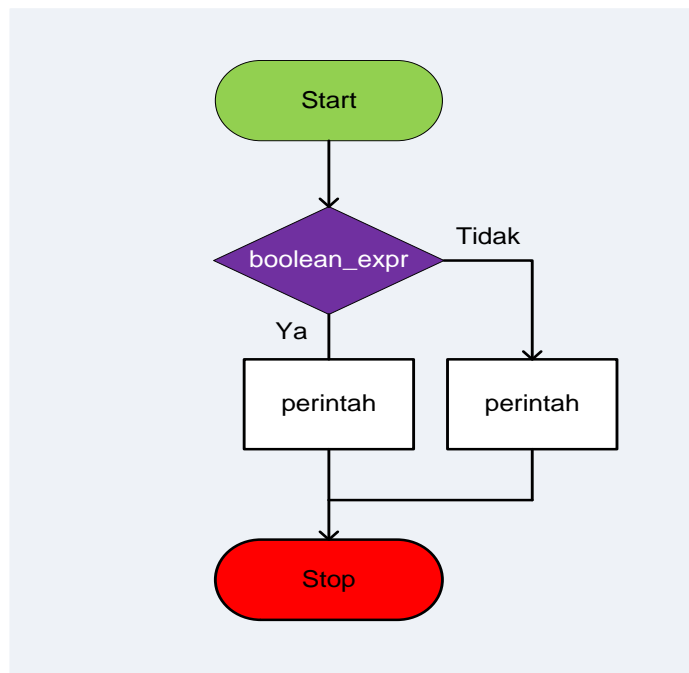 Start
boolean_expr
Tidak
Ya
perintah
perintah
Stop